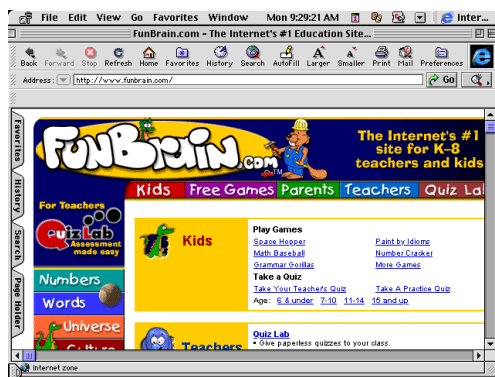 File Edit View Go Favorites Window Mon 9:29:21 AM Inter...
FunBrain.com - The Internet's #1 Education Site...
Back Forward Stop Refresh Home Favorites History Search AutoFill Larger Smaller Print Mail Preferences
Address: http://www.funbrain.com/ Go
Favorites
History
Search
Page Holder
FUNBRAIN.COM
The Internet's #1
site for K-8
teachers and kids
Kids Free Games Parents Teachers Quiz Lab
For Teachers
Quiz Lab
Assessment
made easy
Numbers
Words
Universe
Culture
Kids
Play Games
Space Hopper Paint by Idioms
Math Baseball Number Cracker
Grammar Gorillas More Games
Take a Quiz
Take Your Teacher's Quiz Take A Practice Quiz
Age: 6 & under 7-10 11-14 15 and up
Teachers
Quiz Lab
• Give paperless quizzes to your class.
Internet zone